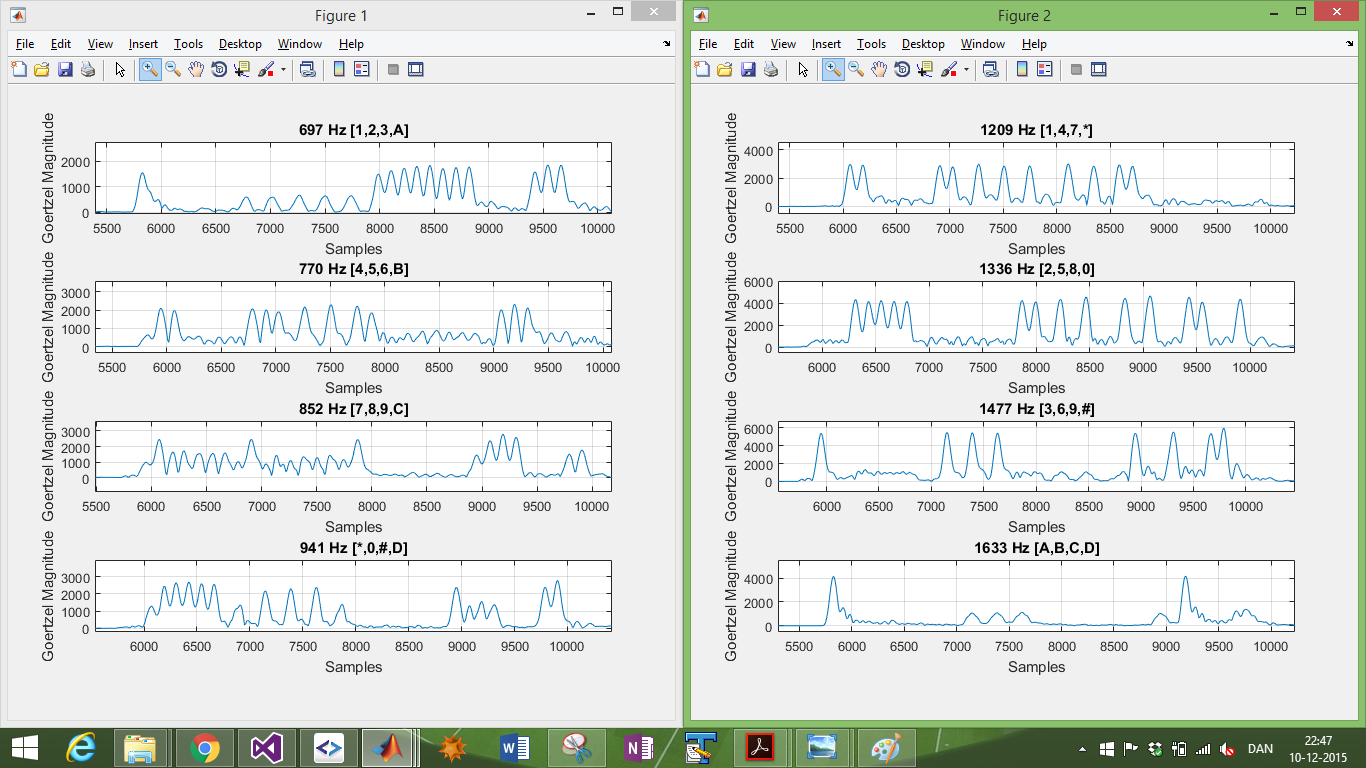 Figure 1
File Edit View Insert Tools Desktop Window Help
697 Hz [1,2,3,A]
Goertzel Magnitude
2000
1000
0
5500 6000 6500 7000 7500 8000 8500 9000 9500 10000
Samples
770 Hz [4,5,6,B]
Goertzel Magnitude
3000
2000
1000
0
5500 6000 6500 7000 7500 8000 8500 9000 9500 10000
Samples
852 Hz [7,8,9,C]
Goertzel Magnitude
3000
2000
1000
0
5500 6000 6500 7000 7500 8000 8500 9000 9500 10000
Samples
941 Hz [*,0,#,D]
Goertzel Magnitude
3000
2000
1000
0
6000 6500 7000 7500 8000 8500 9000 9500 10000
Samples
Figure 2
File Edit View Insert Tools Desktop Window Help
1209 Hz [1,4,7,*]
Goertzel Magnitude
4000
2000
0
5500 6000 6500 7000 7500 8000 8500 9000 9500 10000
Samples
1336 Hz [2,5,8,0]
Goertzel Magnitude
6000
4000
2000
0
6000 6500 7000 7500 8000 8500 9000 9500 10000
Samples
1477 Hz [3,6,9,#]
Goertzel Magnitude
6000
4000
2000
0
6000 6500 7000 7500 8000 8500 9000 9500 10000
Samples
1633 Hz [A,B,C,D]
Goertzel Magnitude
4000
2000
0
5500 6000 6500 7000 7500 8000 8500 9000 9500 10000
Samples
DAN
22:47
10-12-2015